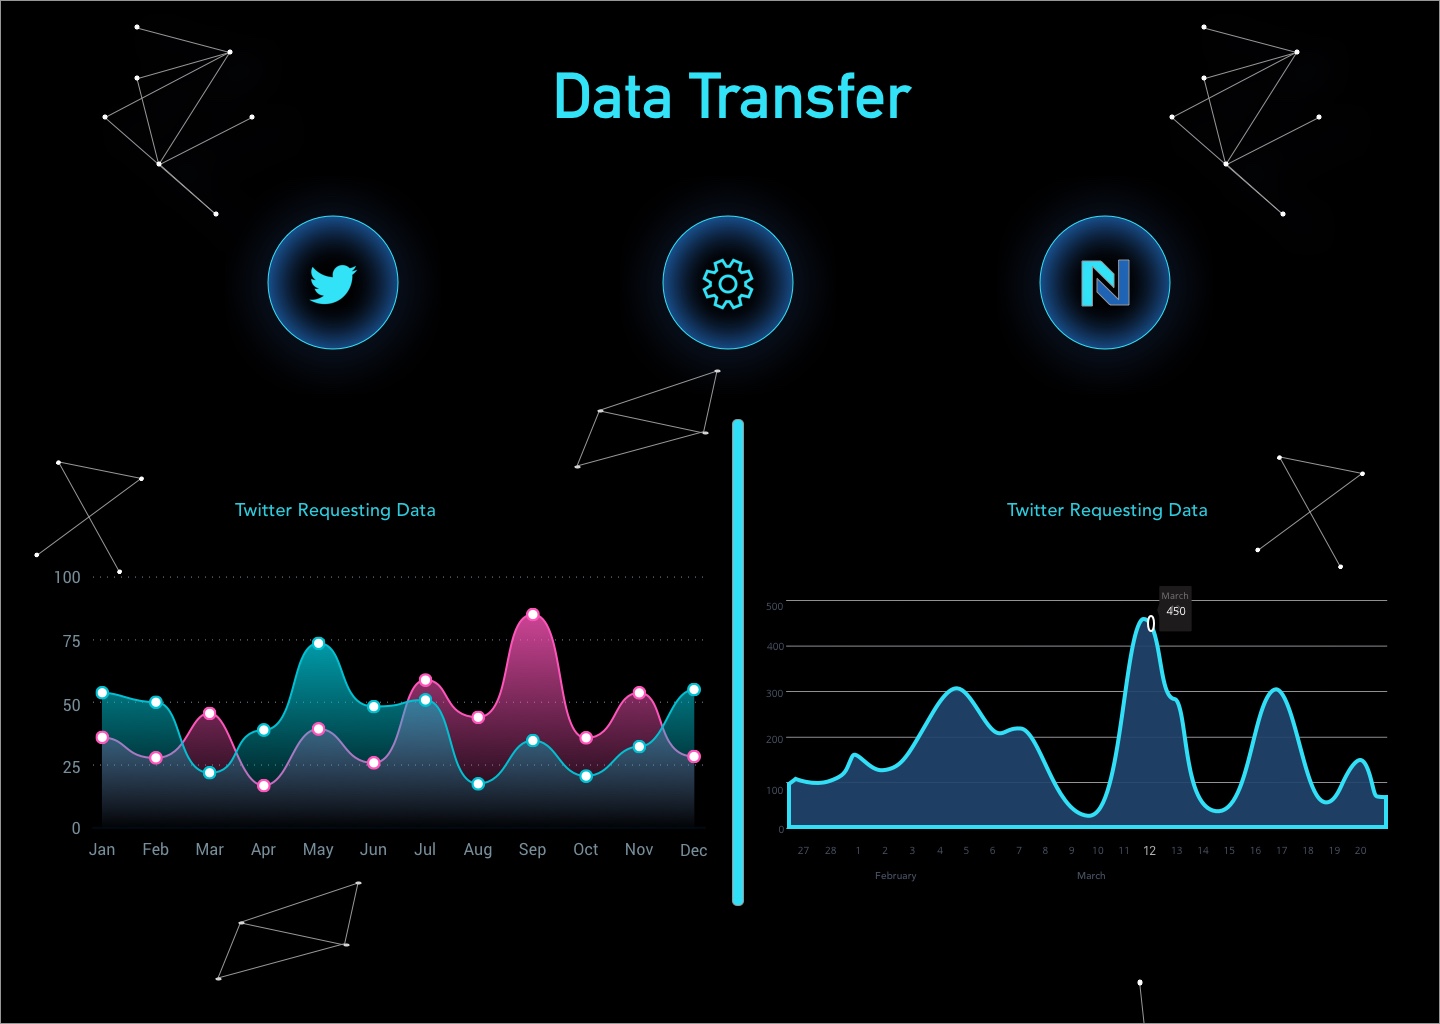 Data Transfer
Twitter Requesting Data
100
75
50
25
0
Jan Feb Mar Apr May Jun Jul Aug Sep Oct Nov Dec
Twitter Requesting Data
March
450
500
400
300
200
100
0
27 28 1 2 3 4 5 6 7 8 9 10 11 12 13 14 15 16 17 18 19 20
February March